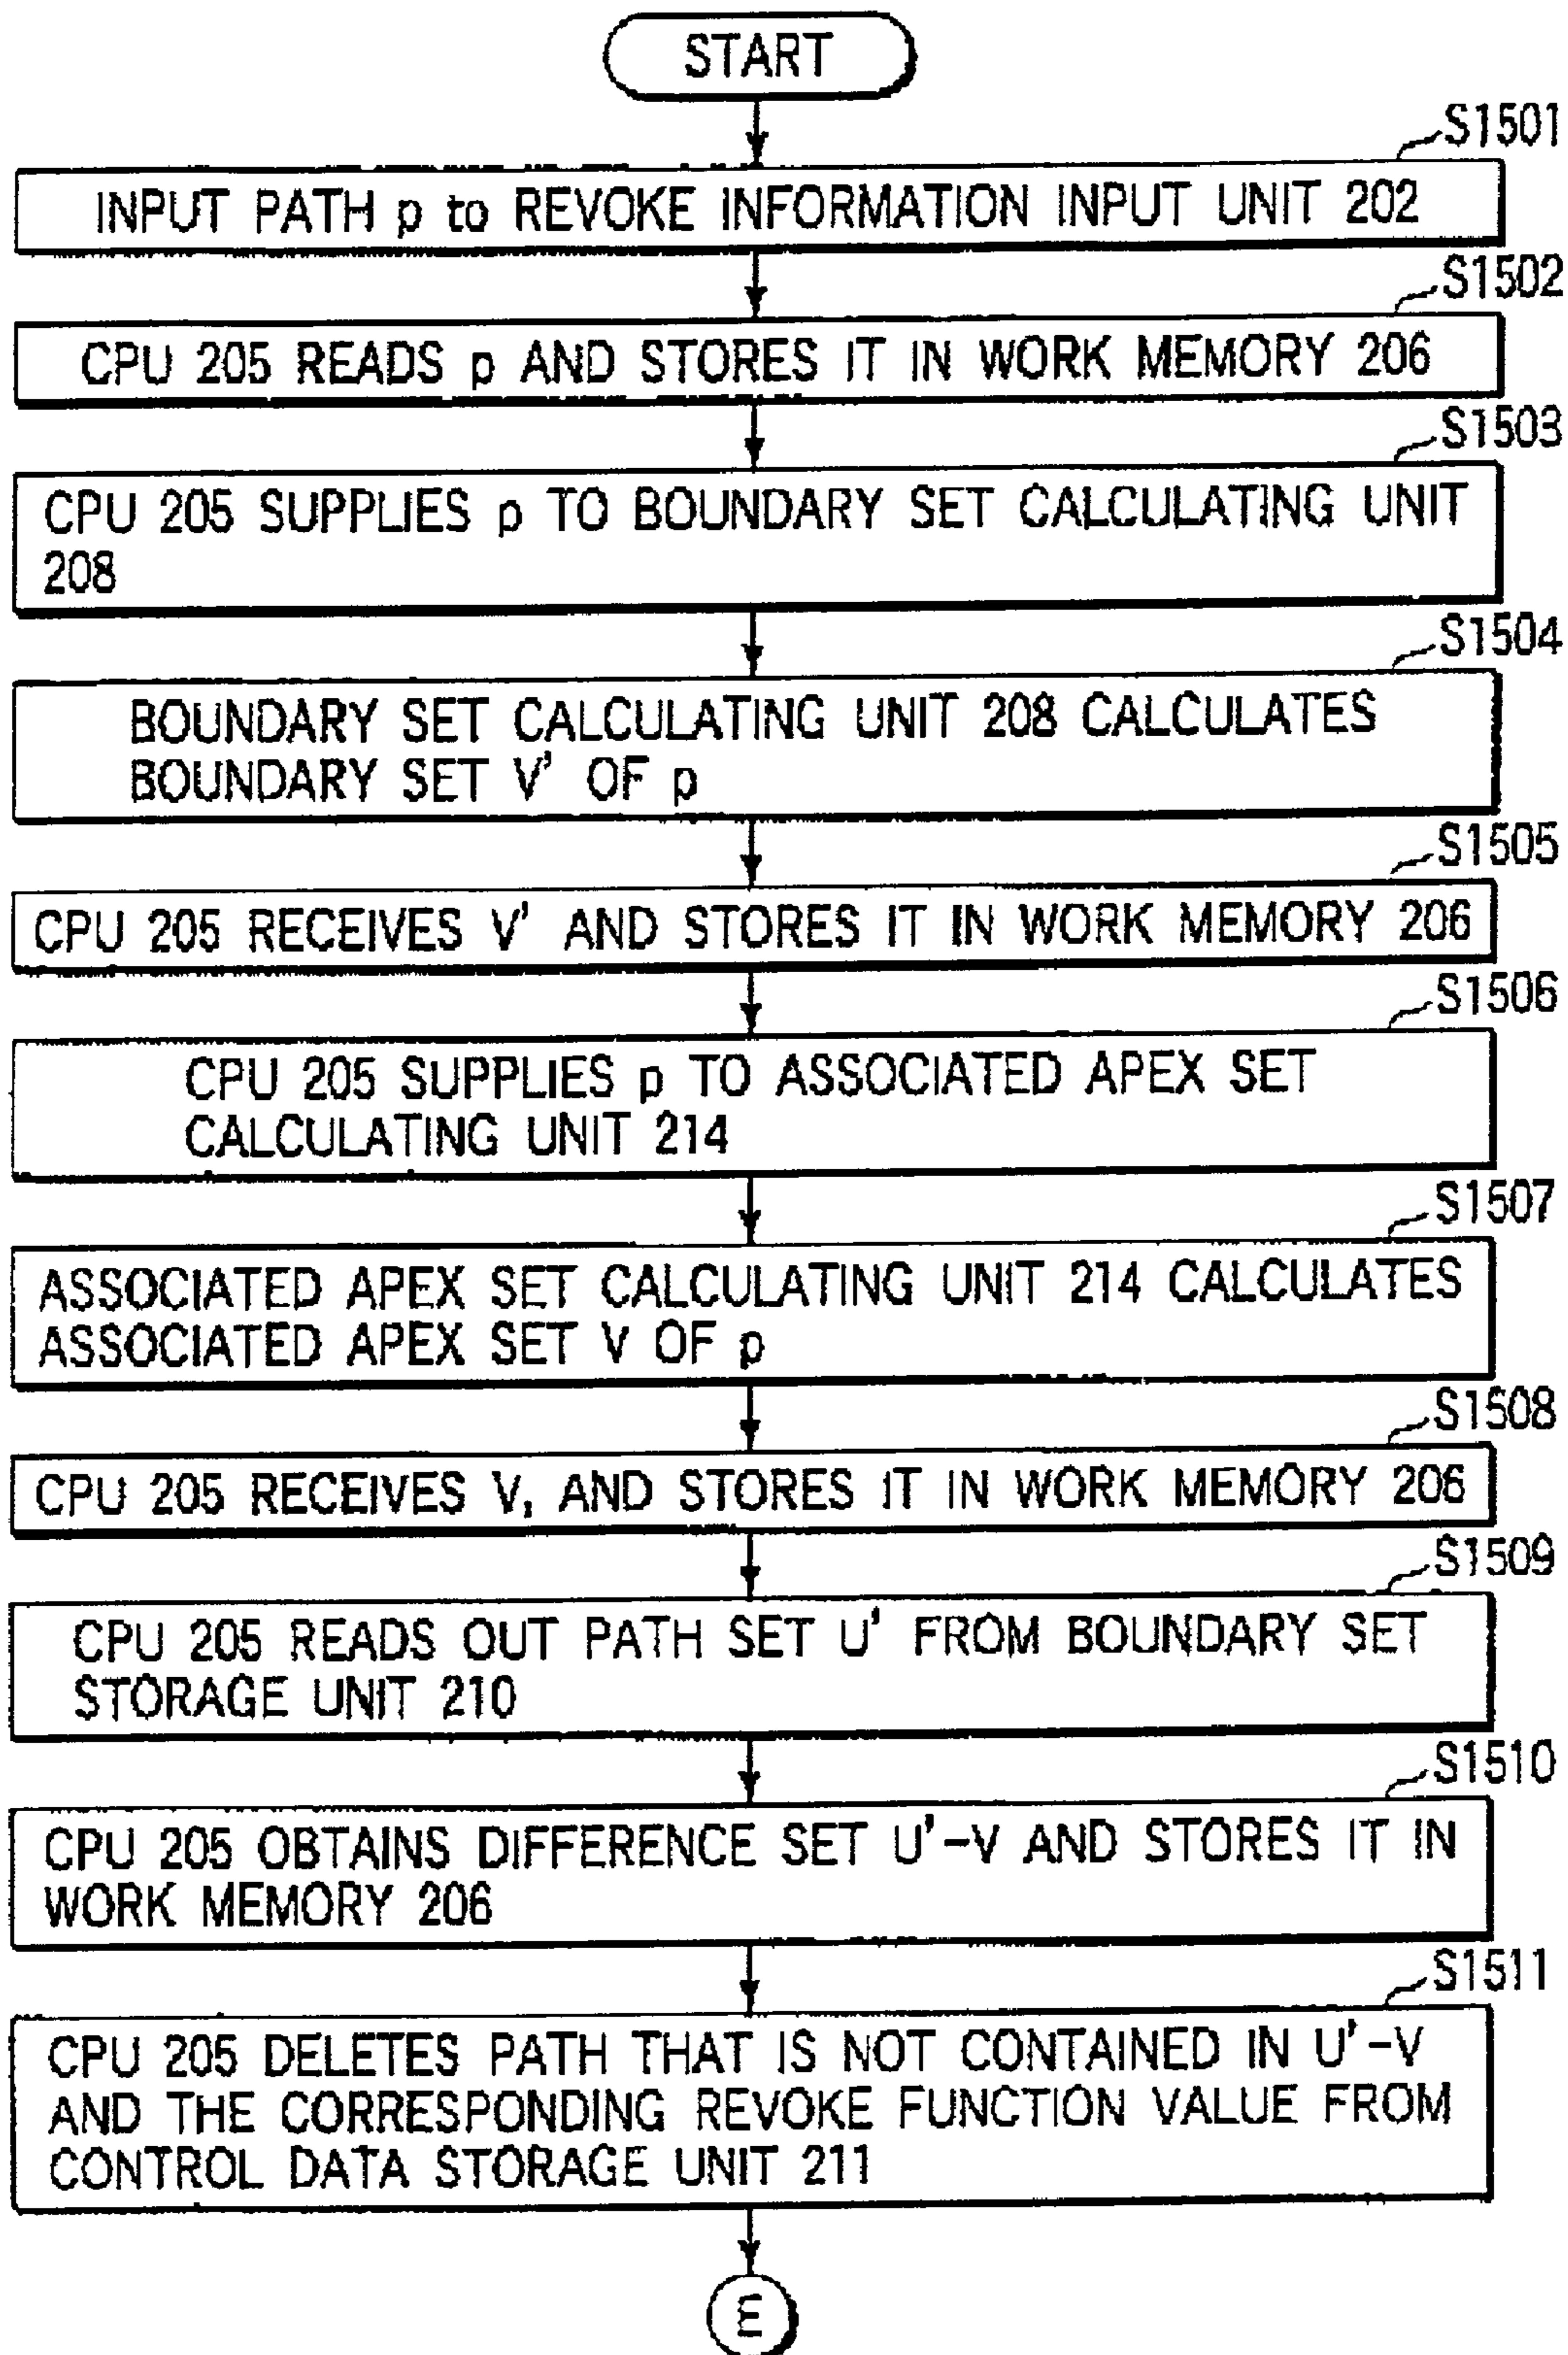 START
S1501
INPUT PATH p to REVOKE INFORMATION INPUT UNIT 202
S1502
CPU 205 READS p AND STORES IT IN WORK MEMORY 206
S1503
CPU 205 SUPPLIES p TO BOUNDARY SET CALCULATING UNIT
208
S1504
BOUNDARY SET CALCULATING UNIT 208 CALCULATES
BOUNDARY SET V' OF p
S1505
CPU 205 RECEIVES V' AND STORES IT IN WORK MEMORY 206
S1506
CPU 205 SUPPLIES p TO ASSOCIATED APEX SET
CALCULATING UNIT 214
S1507
ASSOCIATED APEX SET CALCULATING UNIT 214 CALCULATES
ASSOCIATED APEX SET V OF p
S1508
CPU 205 RECEIVES V, AND STORES IT IN WORK MEMORY 206
S1509
CPU 205 READS OUT PATH SET U' FROM BOUNDARY SET
STORAGE UNIT 210
S1510
CPU 205 OBTAINS DIFFERENCE SET U'-V AND STORES IT IN
WORK MEMORY 206
S1511
CPU 205 DELETES PATH THAT IS NOT CONTAINED IN U'-V
AND THE CORRESPONDING REVOKE FUNCTION VALUE FROM
CONTROL DATA STORAGE UNIT 211
E